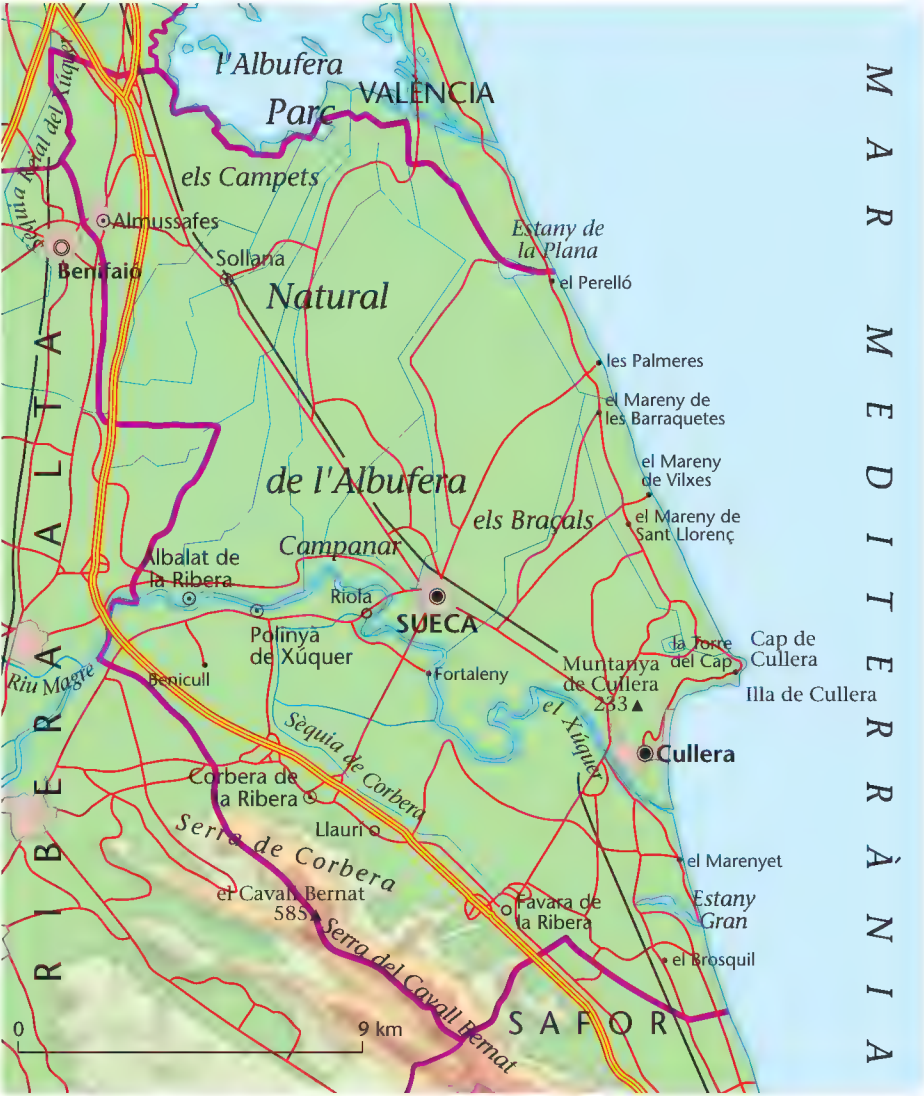 l'Albufera
Parc
VALÈNCIA
els Campets
Sèquia Reial del Xúquer
Almussafes
Benifaió
Sollana
Natural
Estany de
la Plana
el Perelló
les Palmeres
el Mareny de
les Barraquetes
el Mareny
de Vilxes
el Mareny de
Sant Llorenç
de l'Albufera
els Braçals
Campanar
Albalat de
la Ribera
Riola
SUECA
Polinyà
de Xúquer
Benicull
Riu Magre
Fortaleny
Muntanya
de Cullera
233
la Torre
del Cap
Cap de
Cullera
Illa de Cullera
el Xúquer
Cullera
Sèquia de Corbera
Corbera de
la Ribera
Llaurí
Serra de Corbera
el Cavall Bernat
585
Serra del Cavall Bernat
Favara de
la Ribera
el Marenyet
Estany
Gran
el Brosquil
SAFOR
RIBERA ALTA
MAR MEDITERRÀNIA
0 9 km